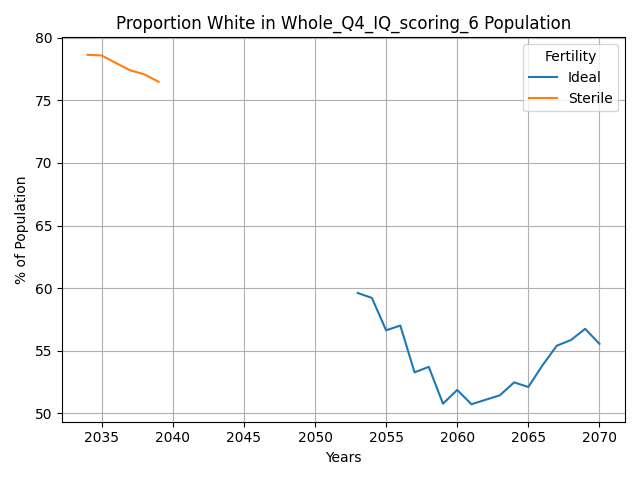 Proportion White in Whole_Q4_IQ_scoring_6 Population
80
75
70
65
60
55
50
% of Population
Fertility
Ideal
Sterile
2035 2040 2045 2050 2055 2060 2065 2070
Years